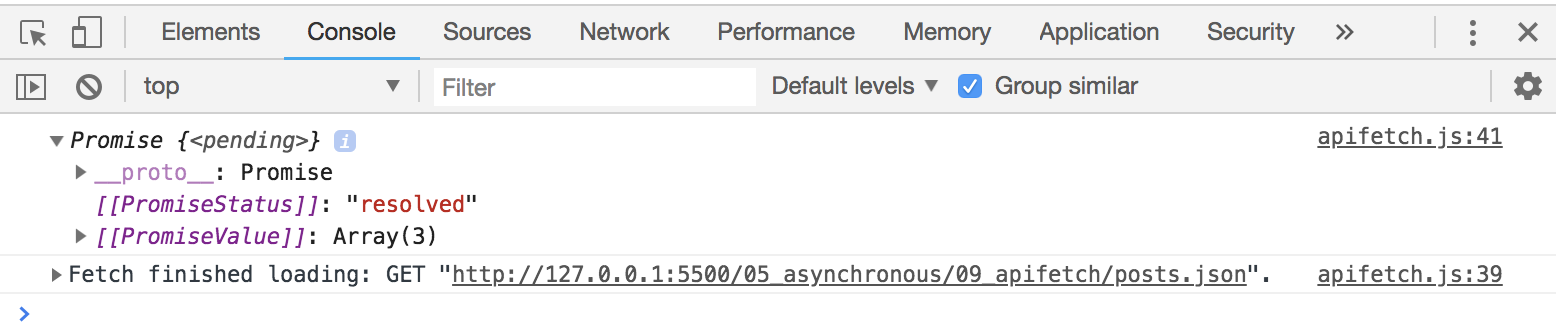 Elements Console Sources Network Performance Memory Application Security »
top Filter Default levels Group similar
Promise {<pending>} i apifetch.js:41
__proto__: Promise
[[PromiseStatus]]: "resolved"
[[PromiseValue]]: Array(3)
Fetch finished loading: GET "http://127.0.0.1:5500/05_asynchronous/09_apifetch/posts.json". apifetch.js:39
>